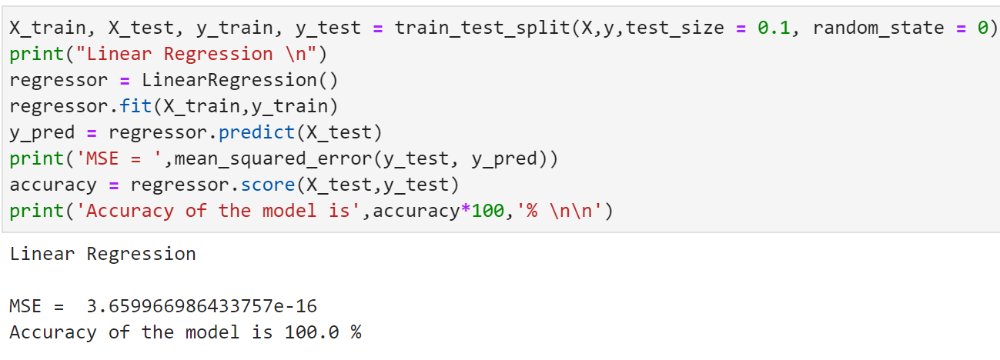 X_train, X_test, y_train, y_test = train_test_split(X,y,test_size = 0.1, random_state = 0)
print("Linear Regression \n")
regressor = LinearRegression()
regressor.fit(X_train,y_train)
y_pred = regressor.predict(X_test)
print('MSE = ',mean_squared_error(y_test, y_pred))
accuracy = regressor.score(X_test,y_test)
print('Accuracy of the model is',accuracy*100,'% \n\n')
Linear Regression
MSE =  3.659966986433757e-16
Accuracy of the model is 100.0 %